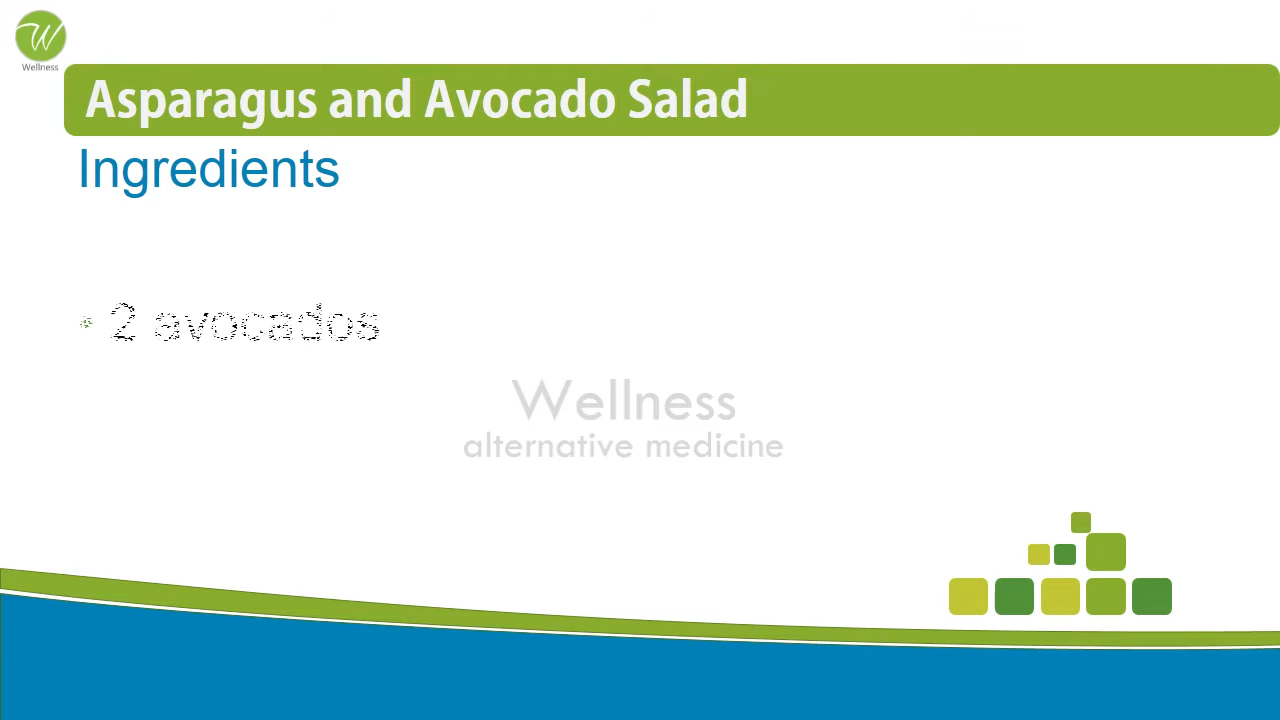 W
Wellness
Asparagus and Avocado Salad
Ingredients
• 2 avocados
Wellness
alternative medicine